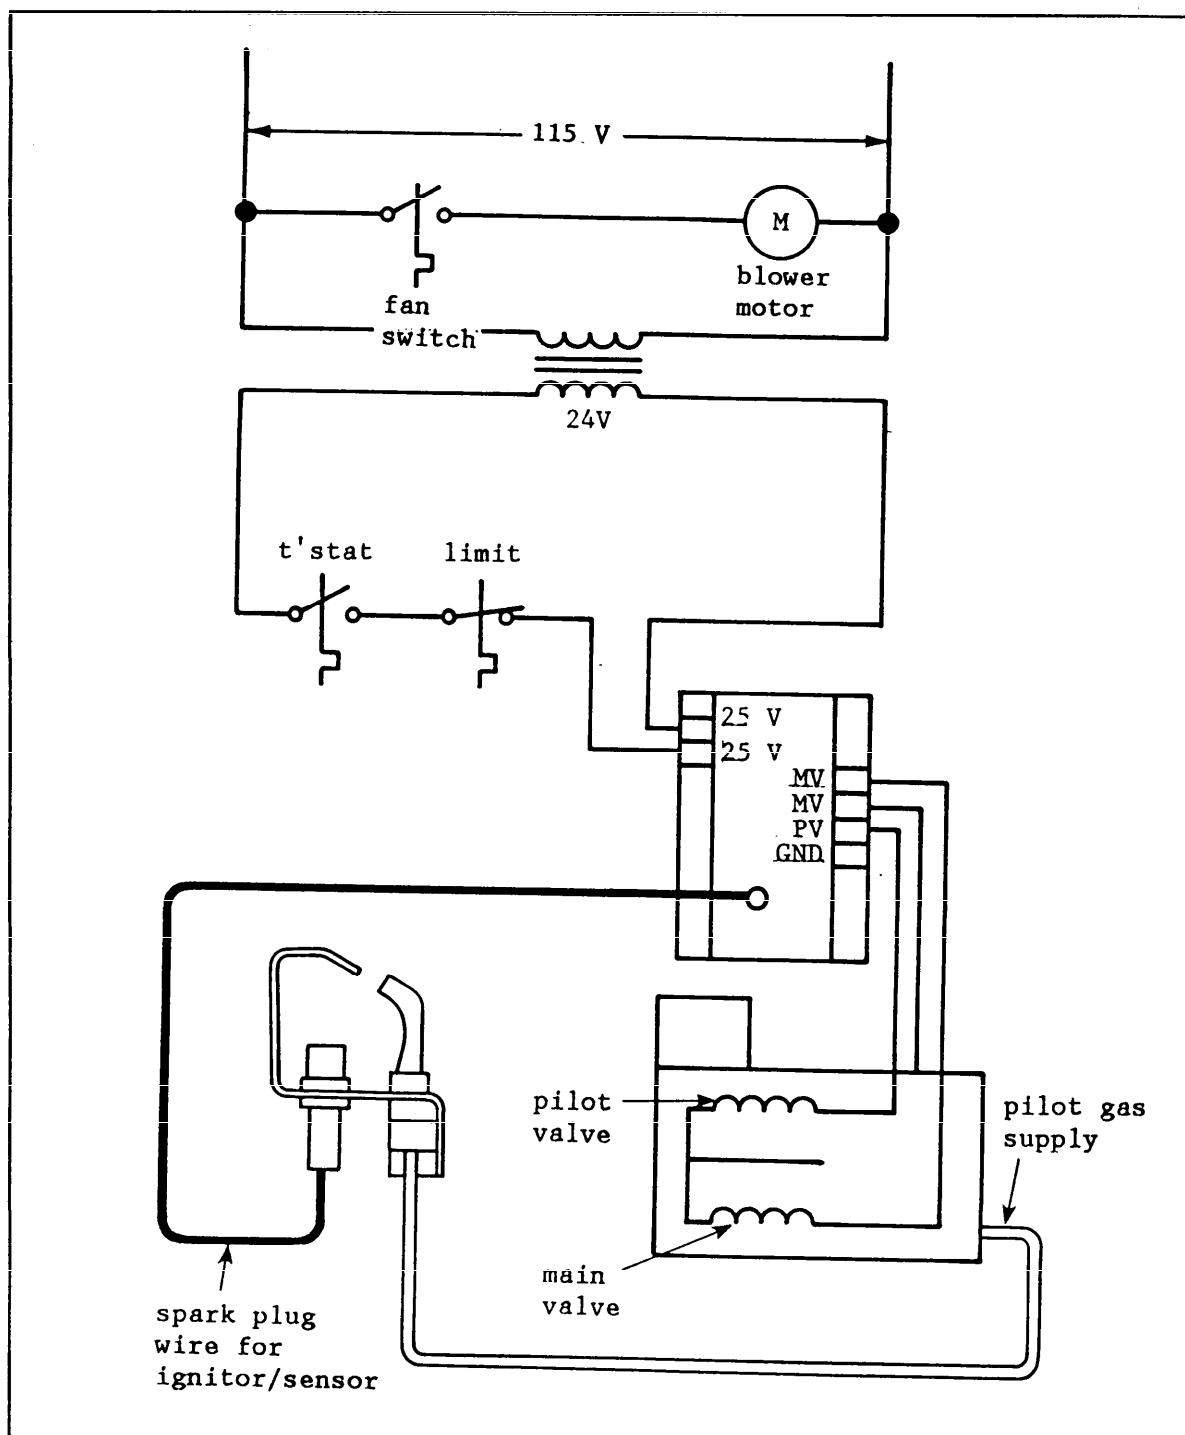 115 V
M
blower
motor
fan
switch
24V
t'stat
limit
25 V
25 V
MV
MV
PV
GND
pilot
valve
pilot gas
supply
main
valve
spark plug
wire for
ignitor/sensor